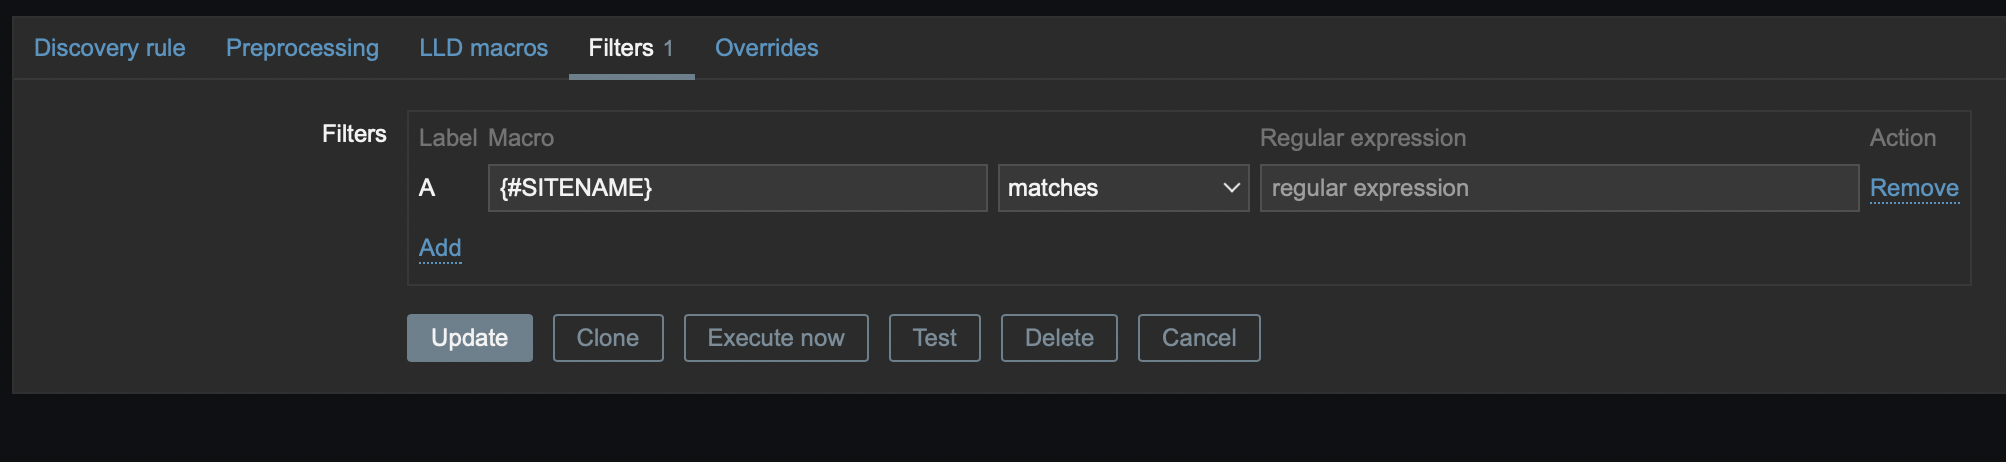 Discovery rule Preprocessing LLD macros Filters 1 Overrides
Filters Label Macro Regular expression Action
A {#SITENAME} matches regular expression Remove
Add
Update Clone Execute now Test Delete Cancel